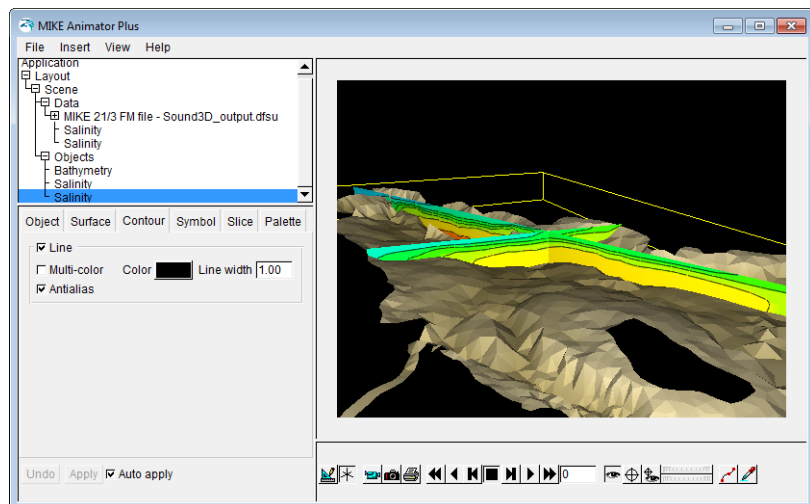 MIKE Animator Plus
File Insert View Help
Application
Layout
Scene
Data
MIKE 21/3 FM file - Sound3D_output.dfsu
Salinity
Salinity
Objects
Bathymetry
Salinity
Salinity
Object Surface Contour Symbol Slice Palette
Line
Multi-color Color Line width 1.00
Antialias
Undo Apply Auto apply
0